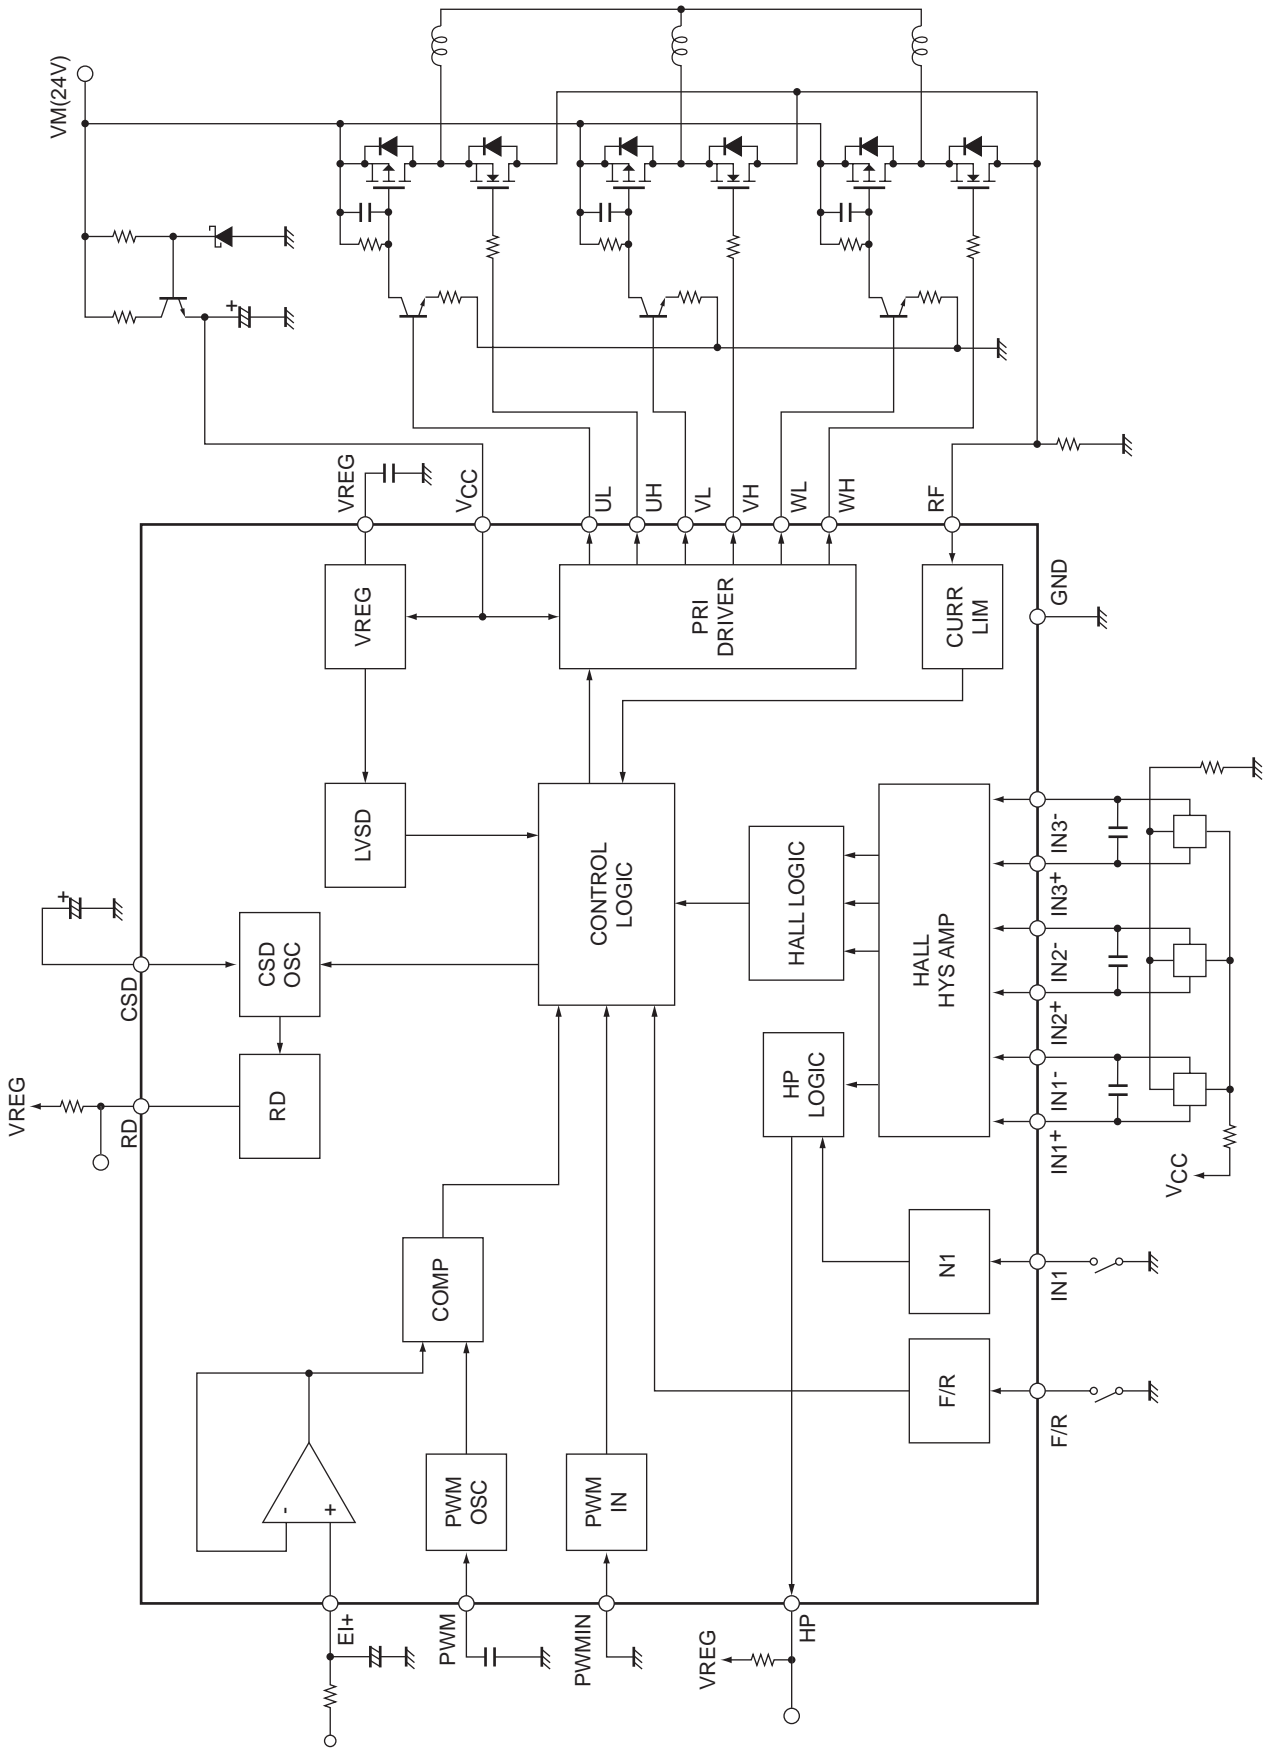 VM(24V)
VREG
VCC
UL
UH
VL
VH
WL
WH
RF
VREG
PRI
DRIVER
CURR
LIM
GND
LVSD
CONTROL
LOGIC
HALL LOGIC
HALL
HYS AMP
HP
LOGIC
IN3-
IN3+
IN2-
IN2+
IN1-
IN1+
VCC
+
+
CSD
CSD
OSC
VREG
RD
RD
COMP
N1
IN1
F/R
F/R
-
+
PWM
OSC
PWM
IN
EI+
PWM
PWMIN
VREG
HP